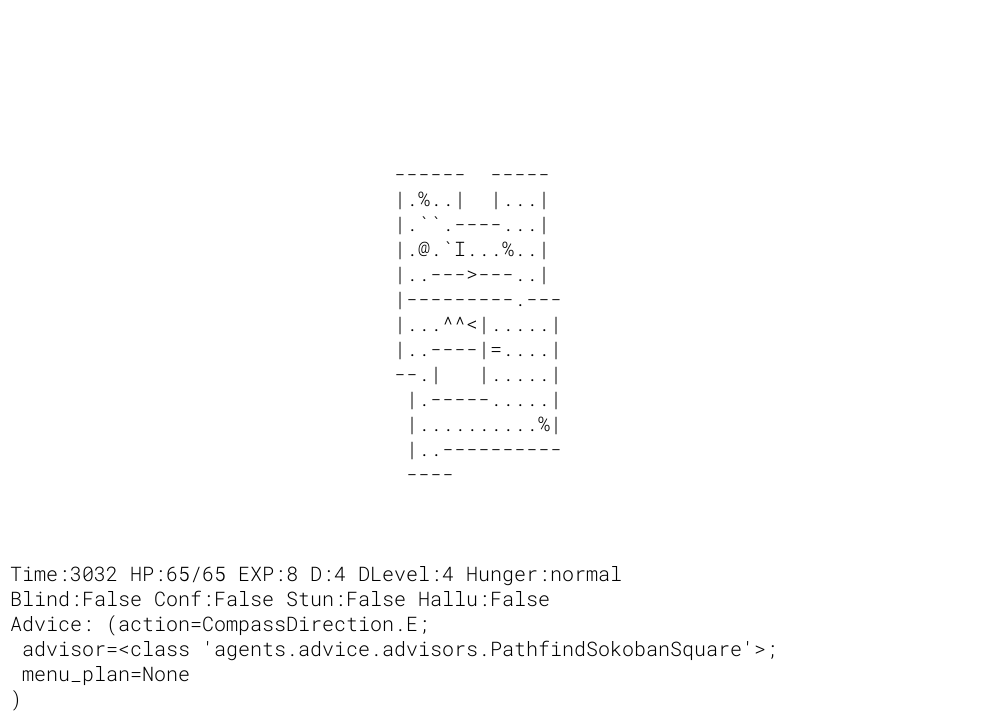 ------  -----
|.%..|  |...|
|.``.----...|
|.@.`I...%..|
|..--->---..|
|---------.---
|...^^<|.....|
|..----|=....|
--.|   |.....|
 |.-----.....|
 |..........%|
 |..----------
 ----
Time:3032 HP:65/65 EXP:8 D:4 DLevel:4 Hunger:normal
Blind:False Conf:False Stun:False Hallu:False
Advice: (action=CompassDirection.E;
 advisor=<class 'agents.advice.advisors.PathfindSokobanSquare'>;
 menu_plan=None
)